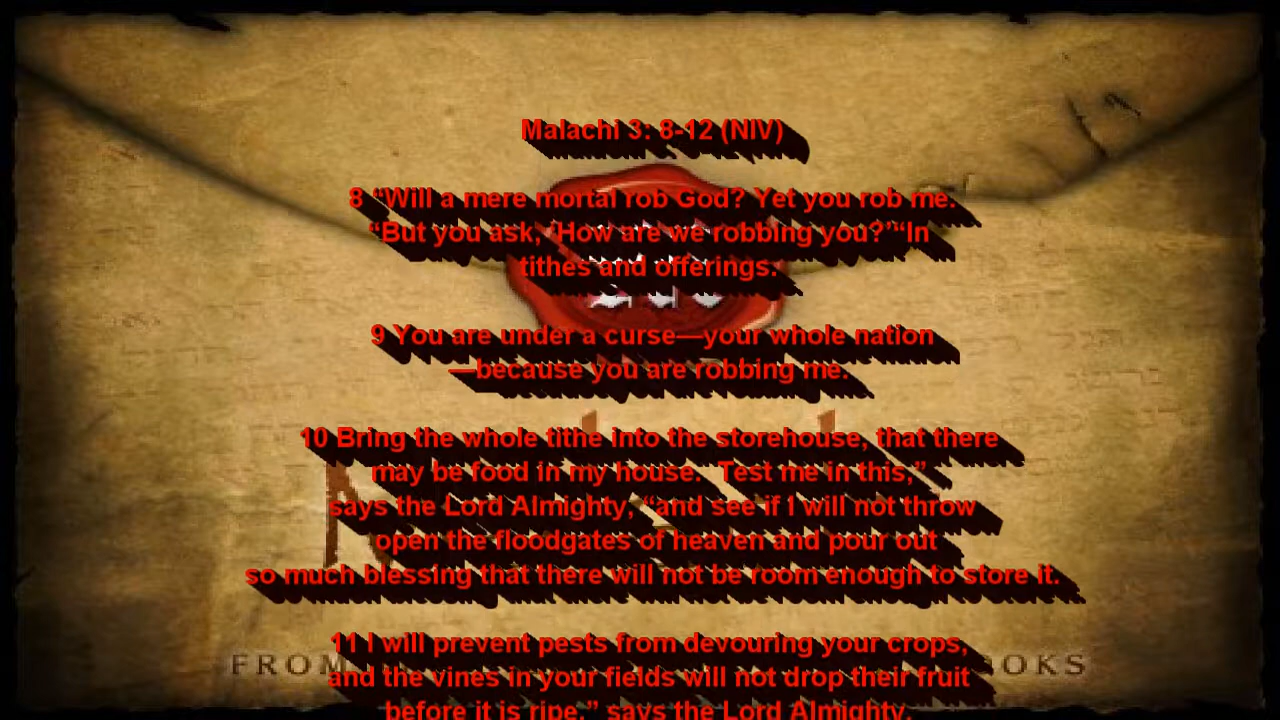 Malachi 3: 8-12 (NIV)
8 “Will a mere mortal rob God? Yet you rob me.
“But you ask, ‘How are we robbing you?’“In
tithes and offerings.
9 You are under a curse—your whole nation
—because you are robbing me.
10 Bring the whole tithe into the storehouse, that there
may be food in my house.  Test me in this,”
says the Lord Almighty, “and see if I will not throw
open the floodgates of heaven and pour out
so much blessing that there will not be room enough to store it.
11 I will prevent pests from devouring your crops,
FROM
and the vines in your fields will not drop their fruit
before it is ripe,” says the Lord Almighty.